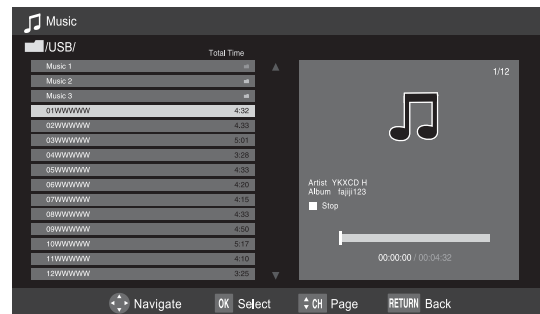 Music
/USB/
Total Time
Music 1
Music 2
Music 3
01WWWWW 4:32
02WWWWW 4.33
03WWWWW 5:01
04WWWWW 3:28
05WWWWW 4:33
06WWWWW 4:20
07WWWWW 4:15
08WWWWW 4:33
09WWWWW 4:50
10WWWWW 5:17
11WWWWW 4:10
12WWWWW 3:25
1/12
Artist YKXCD H
Album fajiji123
Stop
00:00:00 / 00:04:32
Navigate OK Select CH Page RETURN Back